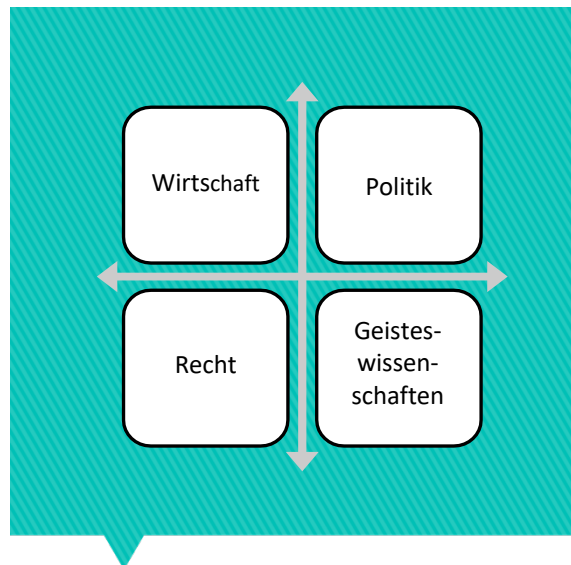 Wirtschaft
Politik
Recht
Geistes-
wissen-
schaften